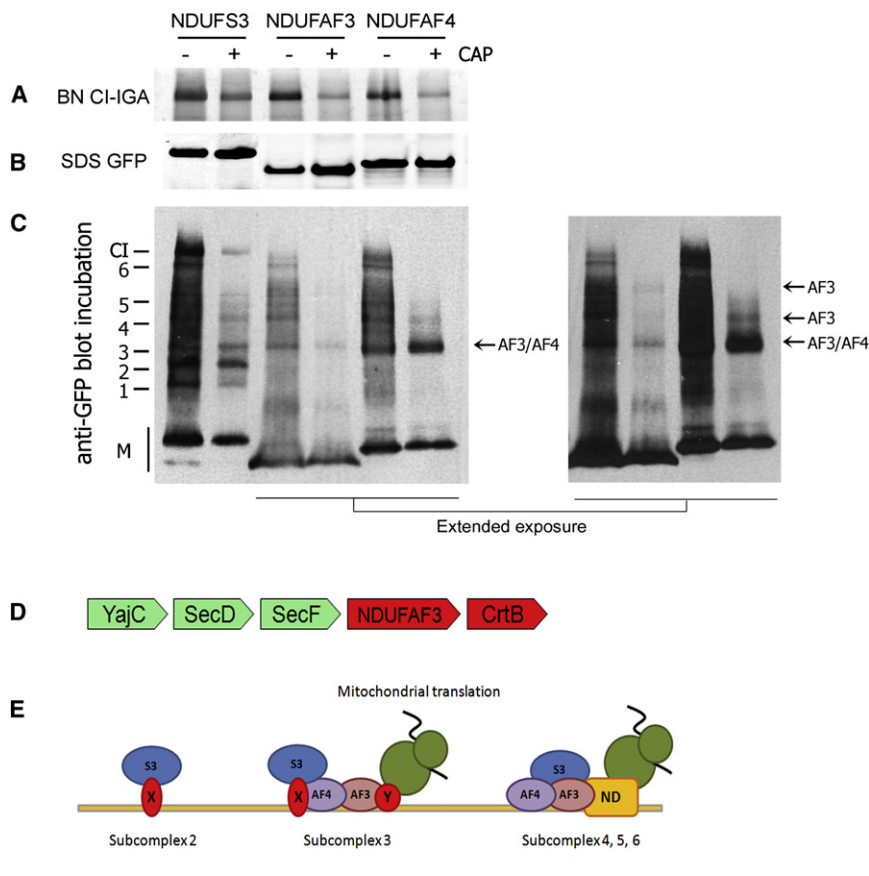 NDUFS3 NDUFAF3 NDUFAF4
- + - + - + CAP
A BN CI-IGA
B SDS GFP
C
anti-GFP blot incubation
CI
6
5
4
3
2
1
M
←AF3/AF4
←AF3
←AF3
←AF3/AF4
Extended exposure
D YajC SecD SecF NDUFAF3 CrtB
E
Mitochondrial translation
S3 X
S3 X AF4 AF3 Y
S3 AF4 AF3 ND
Subcomplex 2 Subcomplex 3 Subcomplex 4, 5, 6